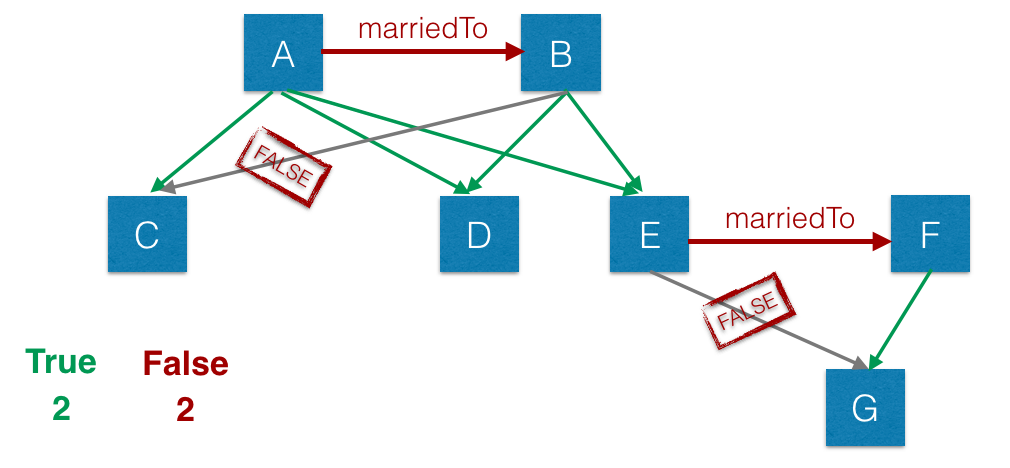 marriedTo
A
B
FALSE
C
D
E
marriedTo
F
FALSE
True
False
2
2
G